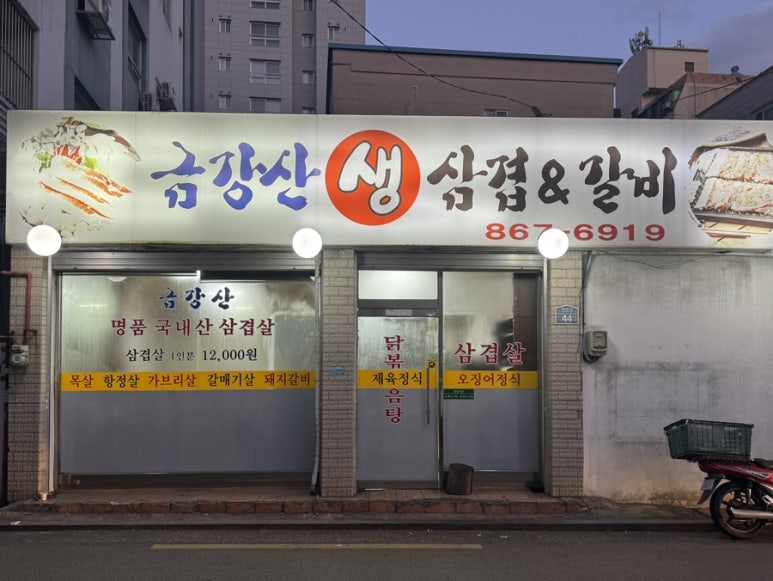 금강산 생 삼겹 & 갈비
867-6919
금강산
명품 국내산 삼겹살
삼겹살 1인분 12,000원
목살 항정살 가브리살 갈매기살 돼지갈비
닭볶음탕
제육정식
삼겹살
오징어정식
44